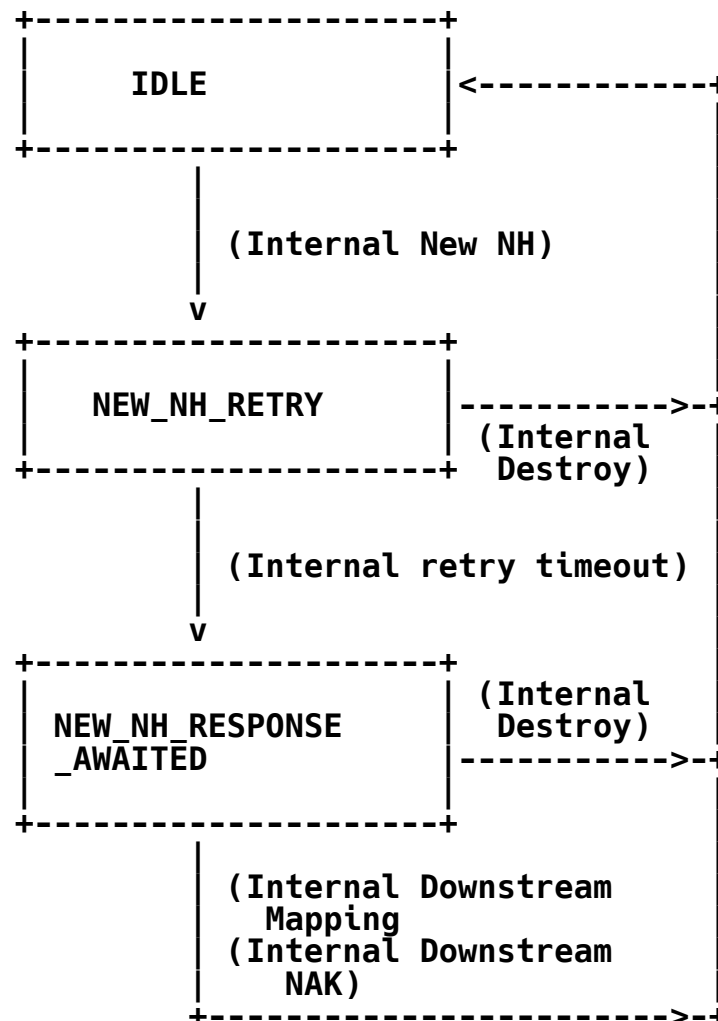 IDLE
(Internal New NH)
NEW_NH_RETRY
(Internal
Destroy)
(Internal retry timeout)
(Internal
Destroy)
NEW_NH_RESPONSE
_AWAITED
(Internal Downstream
Mapping
(Internal Downstream
NAK)